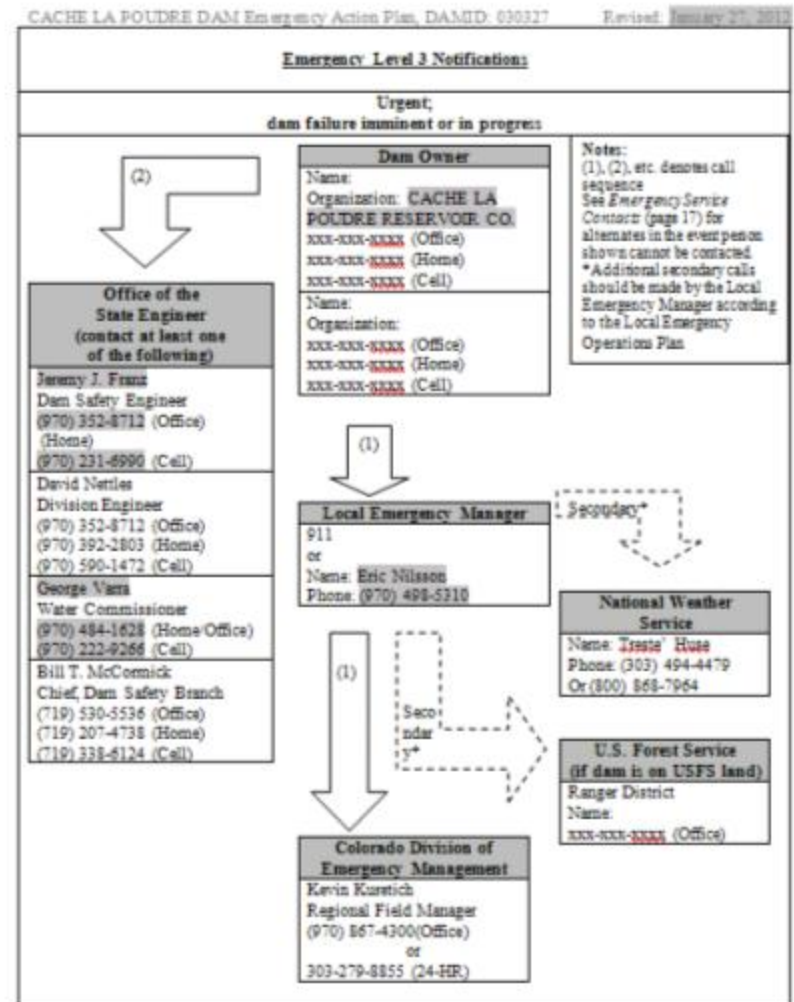 CACHE LA POUDRE DAM Emergency Action Plan, DAMID: 030327 Revised: January 27, 2012
Emergency Level 3 Notifications
Urgent;
dam failure imminent or in progress
(2)
Dam Owner
Name:
Organization: CACHE LA
POUDRE RESERVOIR CO.
xxx-xxx-xxxx (Office)
xxx-xxx-xxxx (Home)
xxx-xxx-xxxx (Cell)
Name:
Organization:
xxx-xxx-xxxx (Office)
xxx-xxx-xxxx (Home)
xxx-xxx-xxxx (Cell)
Notes:
(1), (2), etc. denotes call
sequence
See Emergency Service
Contacts (page 17) for
alternates in the event person
shown cannot be contacted.
*Additional secondary calls
should be made by the Local
Emergency Manager according
to the Local Emergency
Operations Plan
Office of the
State Engineer
(contact at least one
of the following)
Jeremy J. Franz
Dam Safety Engineer
(970) 352-8712 (Office)
(Home)
(970) 231-6990 (Cell)
David Nettles
Division Engineer
(970) 352-8712 (Office)
(970) 392-2803 (Home)
(970) 590-1472 (Cell)
George Varra
Water Commissioner
(970) 484-1628 (Home/Office)
(970) 222-9266 (Cell)
Bill T. McCormick
Chief, Dam Safety Branch
(719) 530-5536 (Office)
(719) 207-4738 (Home)
(719) 338-6124 (Cell)
(1)
Local Emergency Manager
911
or
Name: Eric Nilsson
Phone: (970) 498-5310
Secondary*
National Weather
Service
Name: Treste' Huse
Phone: (303) 494-4479
Or (800) 868-7964
(1)
Seco
ndar
y*
U.S. Forest Service
(if dam is on USFS land)
Ranger District
Name:
xxx-xxx-xxxx (Office)
Colorado Division of
Emergency Management
Kevin Kuretich
Regional Field Manager
(970) 867-4300(Office)
or
303-279-8855 (24-HR)